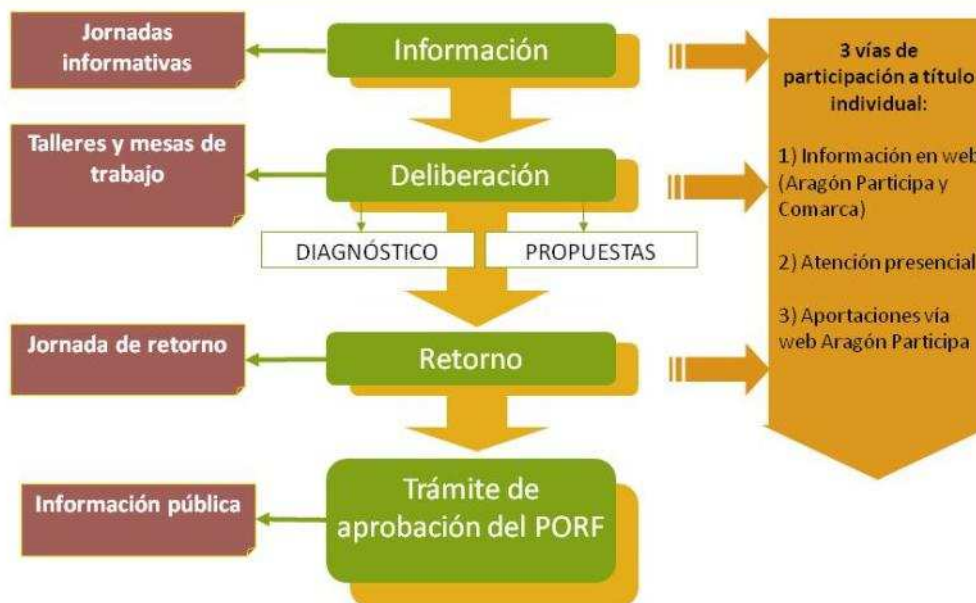 Jornadas
informativas
Información
3 vías de
participación a título
individual:
Talleres y mesas de
trabajo
Deliberación
1) Información en web
(Aragón Participa y
Comarca)
DIAGNÓSTICO
PROPUESTAS
2) Atención presencial
3) Aportaciones vía
web Aragón Participa
Jornada de retorno
Retorno
Información pública
Trámite de
aprobación del PORF